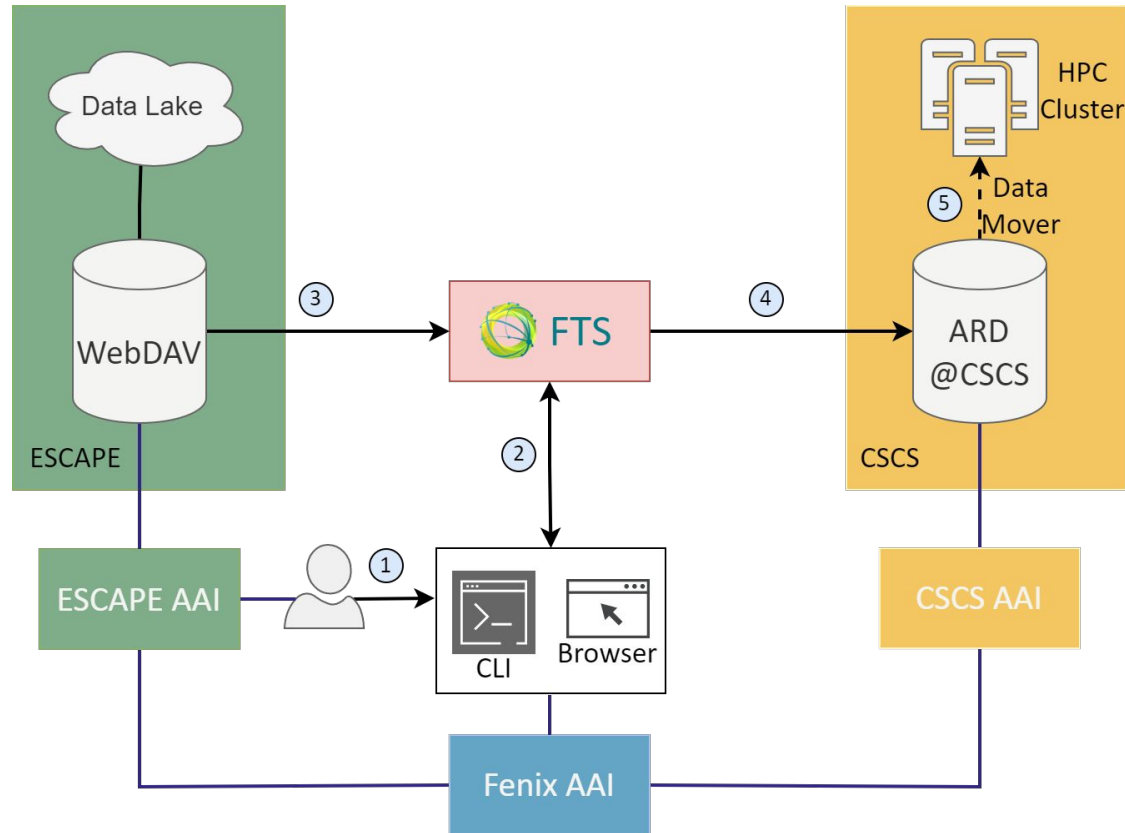 Data Lake
HPC
Cluster
5
Data
Mover
3
4
WebDAV
FTS
ARD
@CSCS
ESCAPE
2
CSCS
1
ESCAPE AAI
CSCS AAI
CLI
Browser
Fenix AAI